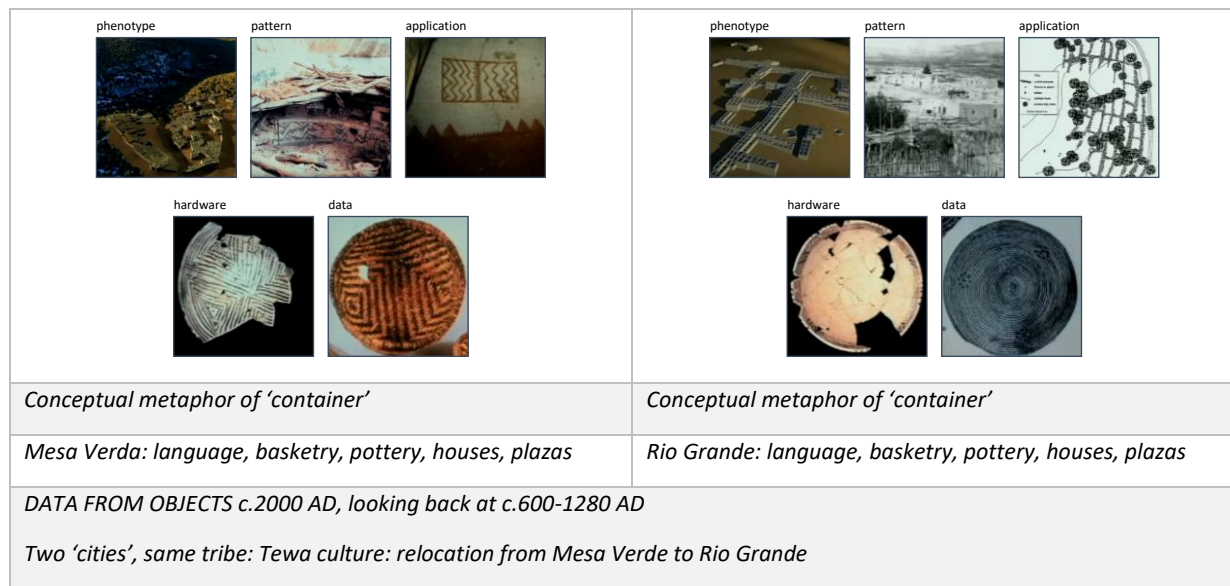 phenotype pattern application
hardware data
phenotype pattern application
hardware data
Conceptual metaphor of ‘container’
Conceptual metaphor of ‘container’
Mesa Verda: language, basketry, pottery, houses, plazas
Rio Grande: language, basketry, pottery, houses, plazas
DATA FROM OBJECTS c.2000 AD, looking back at c.600-1280 AD
Two ‘cities’, same tribe: Tewa culture: relocation from Mesa Verde to Rio Grande